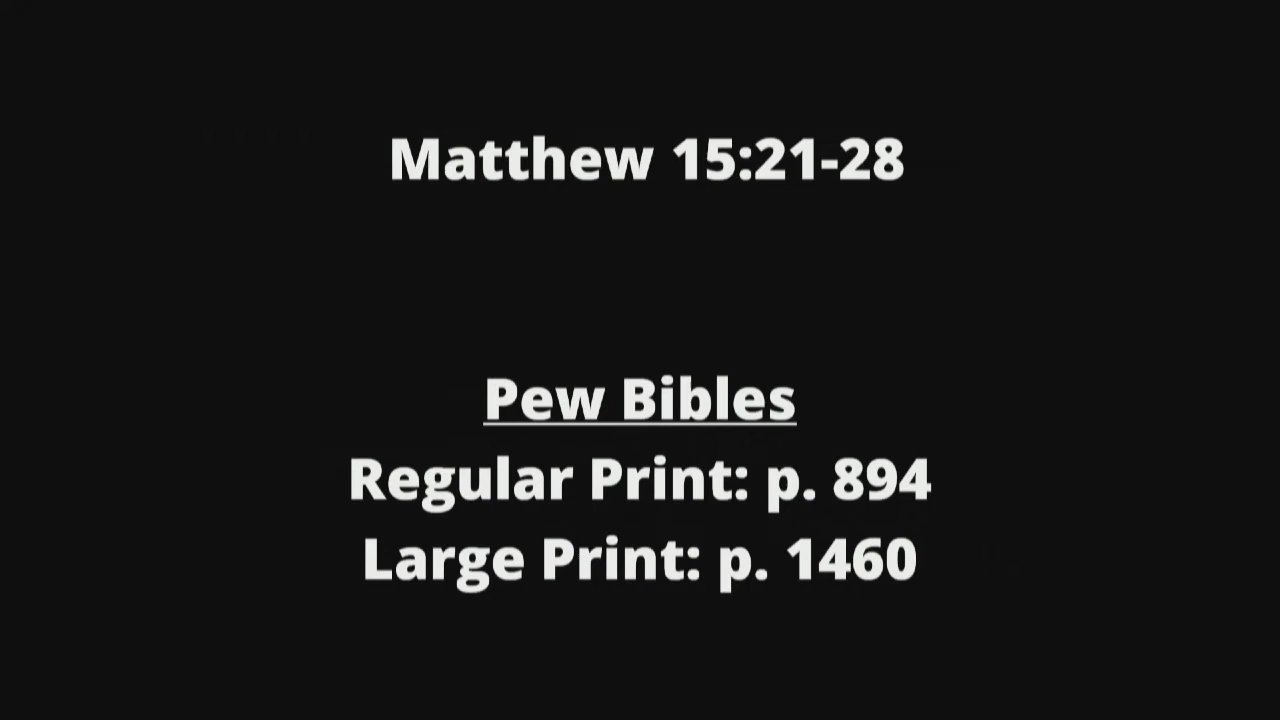 Matthew 15:21-28
Pew Bibles
Regular Print: p. 894
Large Print: p. 1460